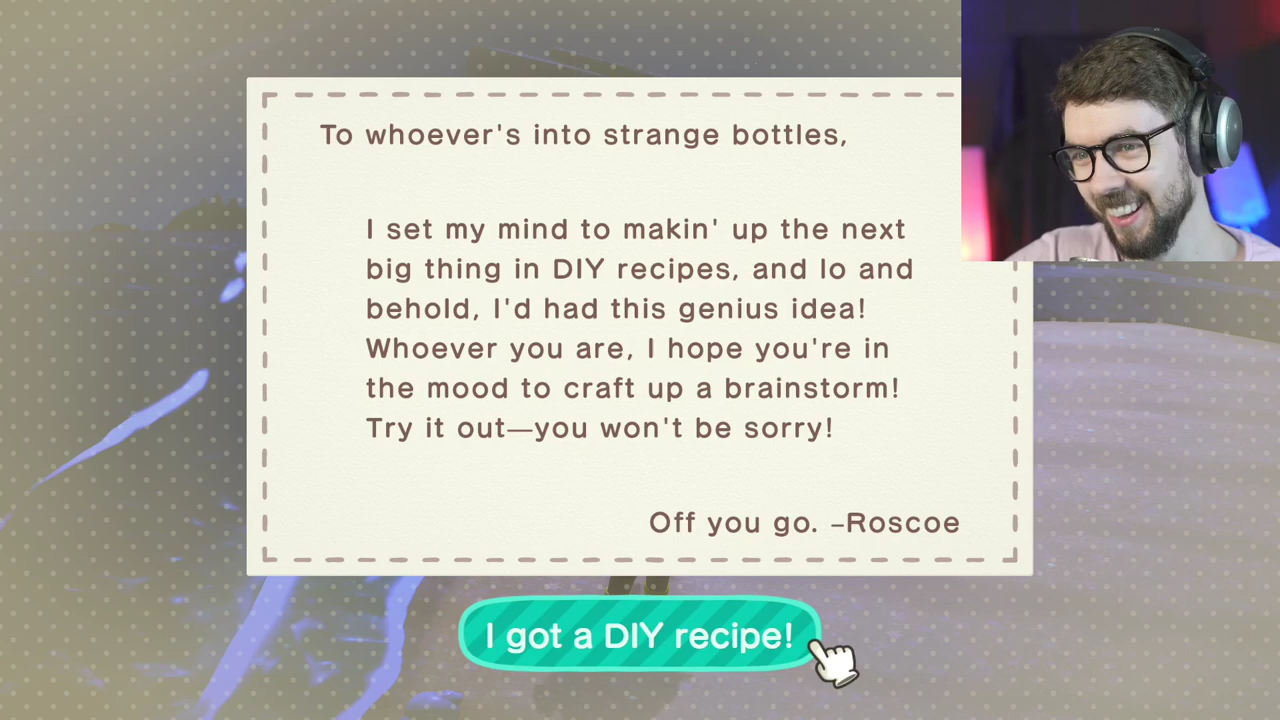 To whoever's into strange bottles,
I set my mind to makin' up the next
big thing in DIY recipes, and lo and
behold, I'd had this genius idea!
Whoever you are, I hope you're in
the mood to craft up a brainstorm!
Try it out—you won't be sorry!
Off you go. –Roscoe
I got a DIY recipe!